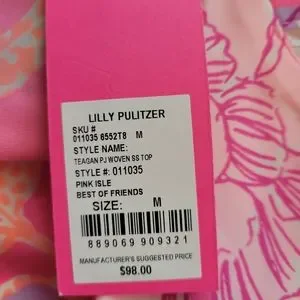 LILLY PULITZER
SKU #
011035 6552T8 M
STYLE NAME:
TEAGAN PJ WOVEN SS TOP
STYLE #: 011035
PINK ISLE
BEST OF FRIENDS
SIZE: M
889069 909321
MANUFACTURER'S SUGGESTED PRICE
$98.00